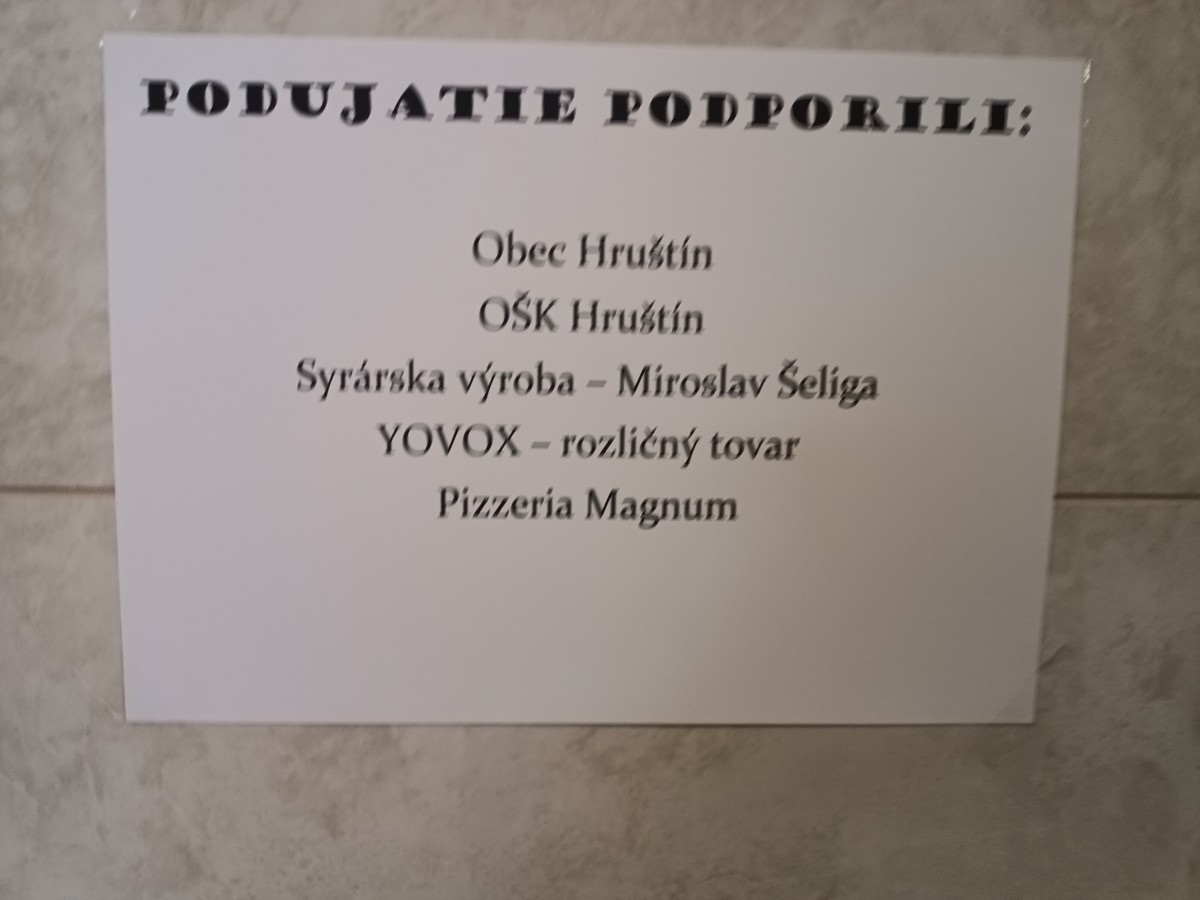 PODUJATIE PODPORILI:
Obec Hruštín
OŠK Hruštín
Syrárska výroba – Miroslav Šeliga
YOVOX – rozličný tovar
Pizzeria Magnum